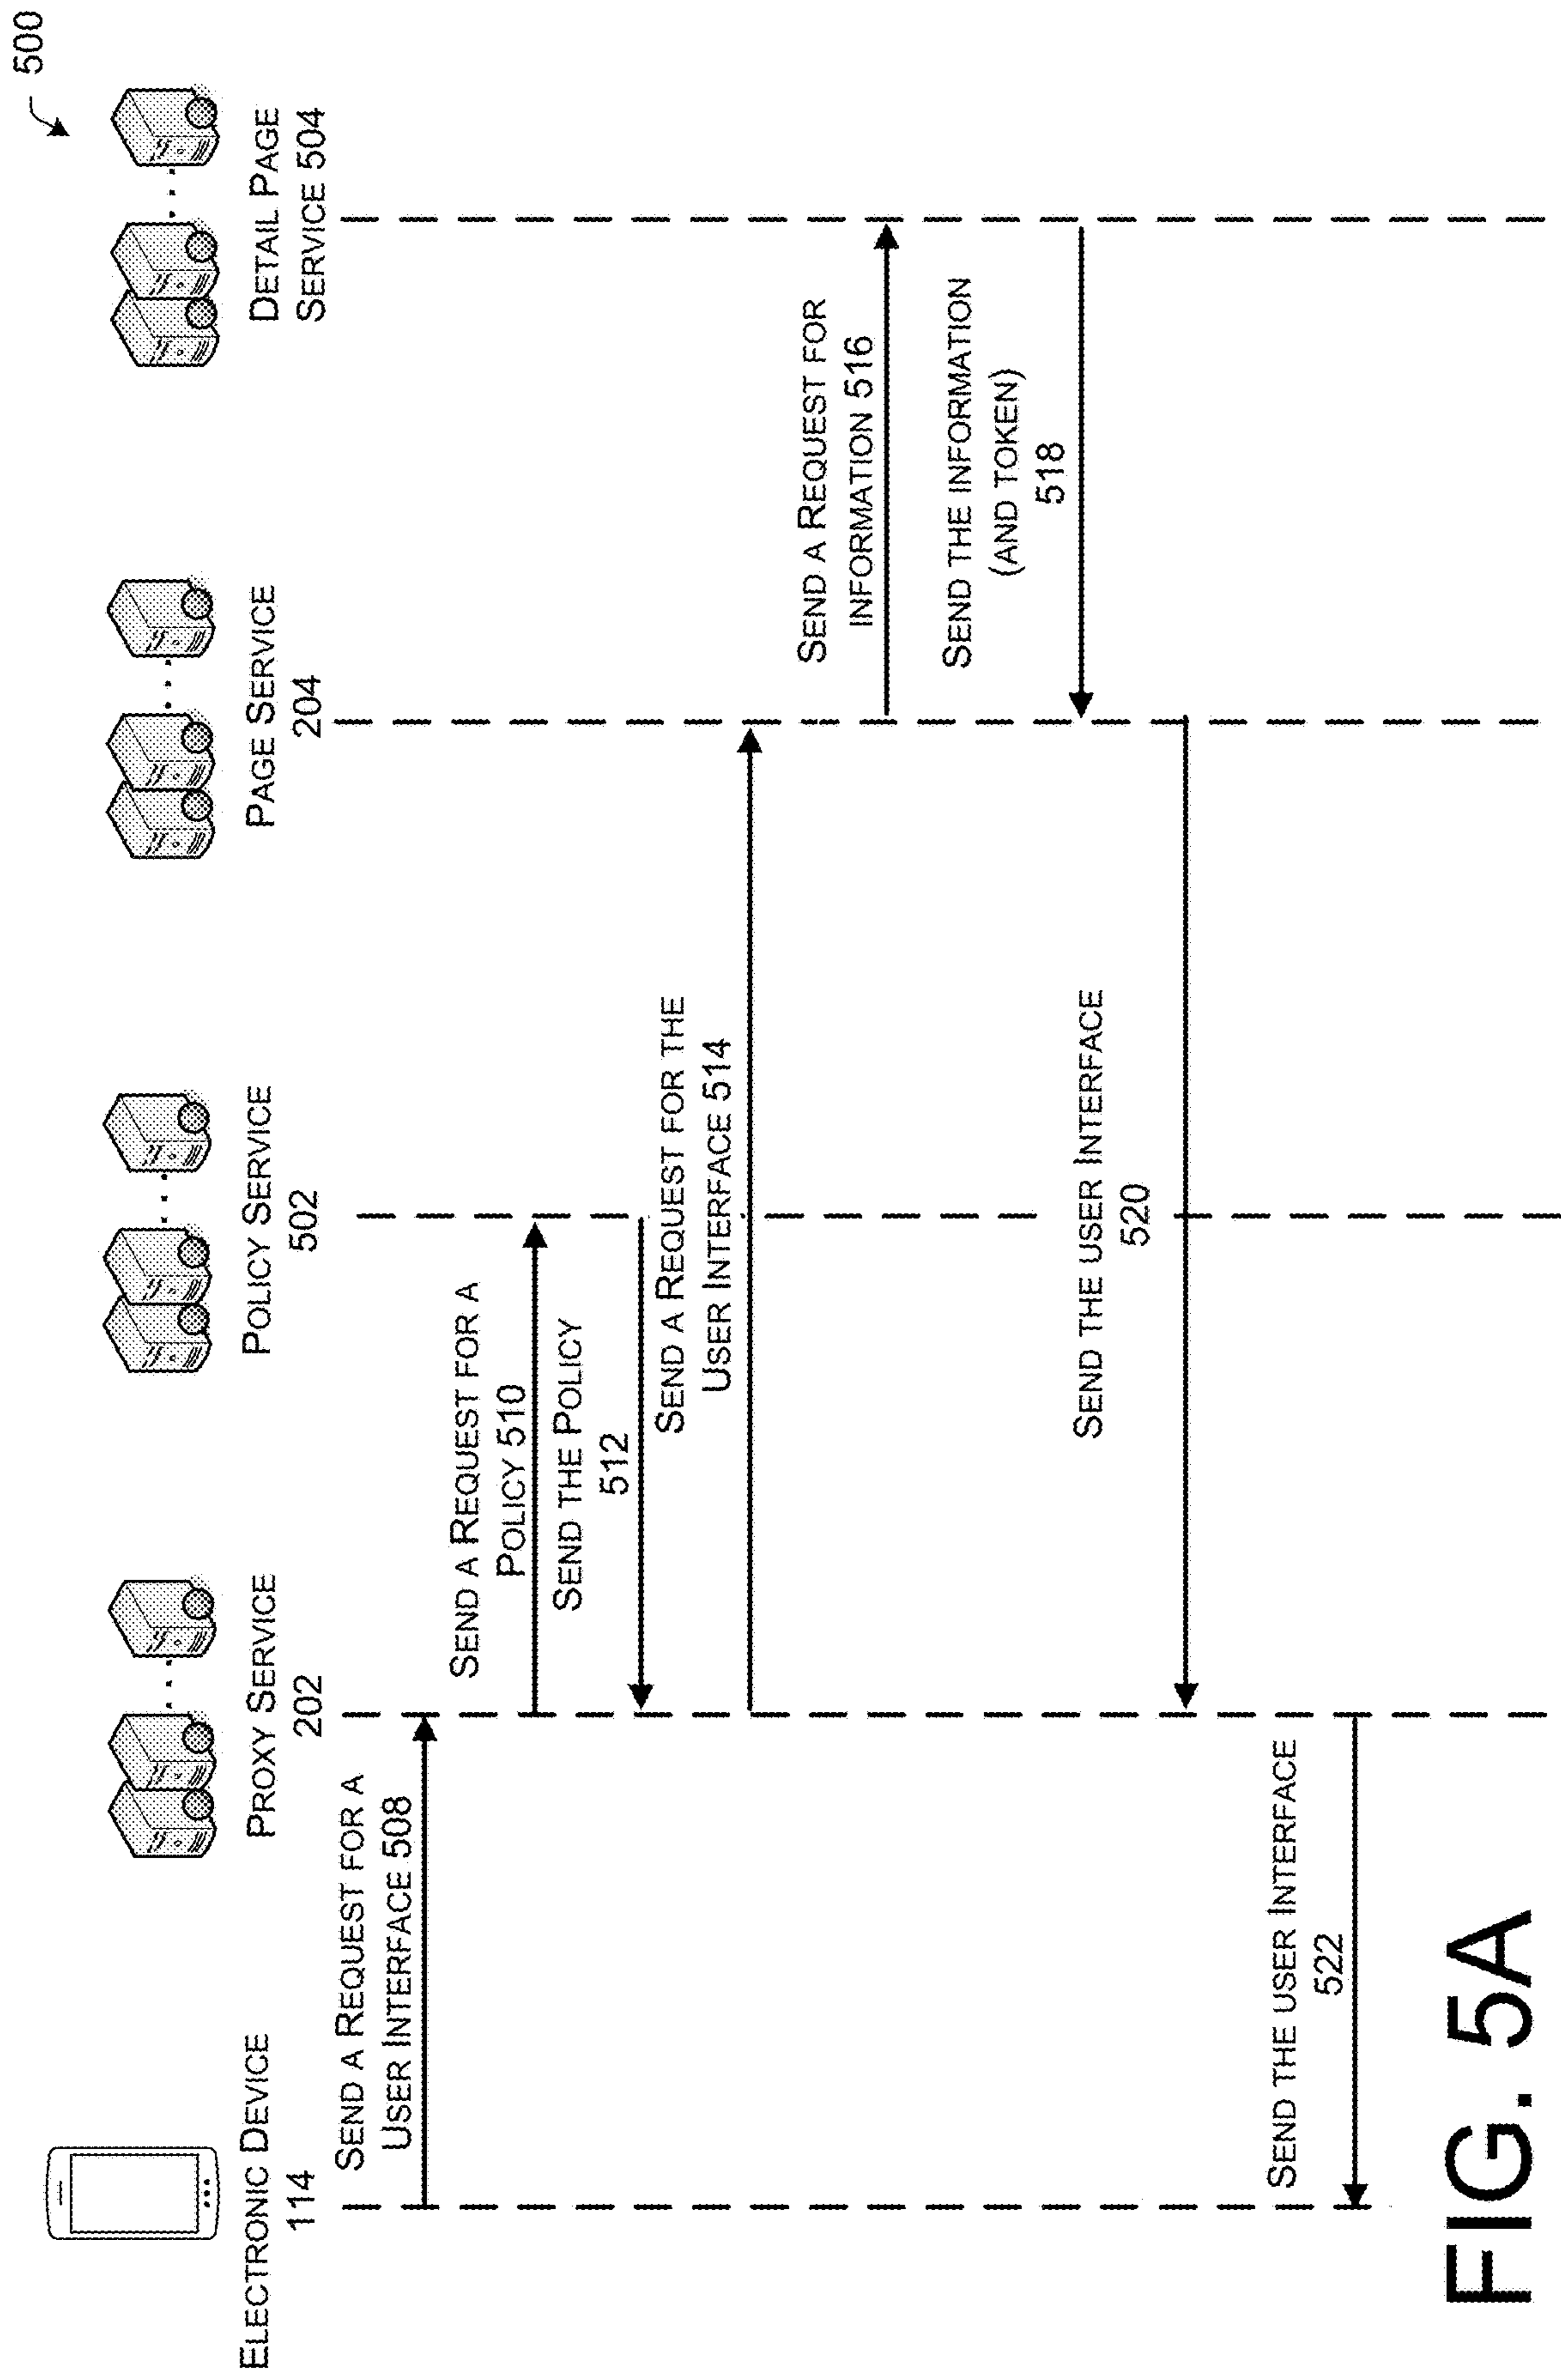 500
ELECTRONIC DEVICE
114
PROXY SERVICE
202
POLICY SERVICE
502
PAGE SERVICE
204
DETAIL PAGE
SERVICE 504
SEND A REQUEST FOR A
USER INTERFACE 508
SEND A REQUEST FOR A
POLICY 510
SEND THE POLICY
512
SEND A REQUEST FOR THE
USER INTERFACE 514
SEND A REQUEST FOR
INFORMATION 516
SEND THE INFORMATION
(AND TOKEN)
518
SEND THE USER INTERFACE
520
SEND THE USER INTERFACE
522
FIG. 5A